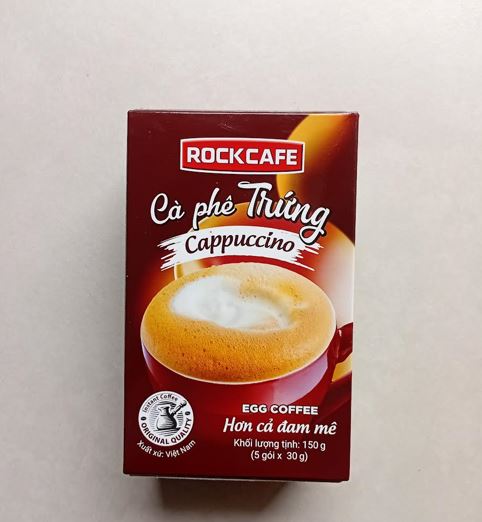 ROCKCAFE
Cà phê Trứng
Cappuccino
Instant Coffee
ORIGINAL QUALITY
Xuất xứ: Việt Nam
EGG COFFEE
Hơn cả đam mê
Khối lượng tịnh: 150 g
(5 gói x 30 g)